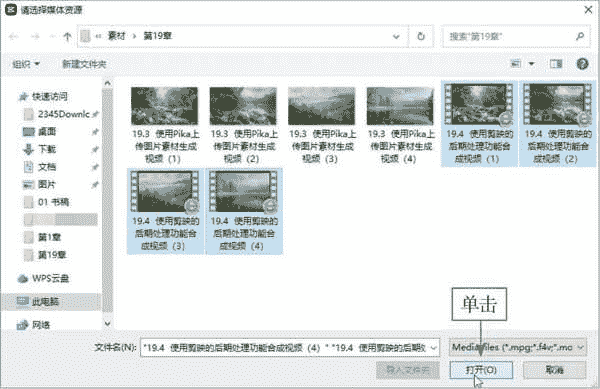 请选择媒体资源
« 素材 › 第19章
搜索"第19章"
组织 新建文件夹
快速访问
2345Downlc
桌面
下载
文档
图片
01 书稿
第1章
第19章
WPS云盘
此电脑
网络
19.3 使用Pika上
传图片素材生成
视频（1）
19.3 使用Pika上
传图片素材生成
视频（2）
19.3 使用Pika上
传图片素材生成
视频（3）
19.3 使用Pika上
传图片素材生成
视频（4）
19.4 使用剪映的
后期处理功能合
成视频（1）
19.4 使用剪映的
后期处理功能合
成视频（2）
19.4 使用剪映的
后期处理功能合
成视频（3）
19.4 使用剪映的
后期处理功能合
成视频（4）
单击
文件名(N): "19.4 使用剪映的后期处理功能合成视频（4）" "19.4 使用剪映的后期
Media files (*.mpg;*.f4v;*.mo
导入文件夹 打开(O) 取消